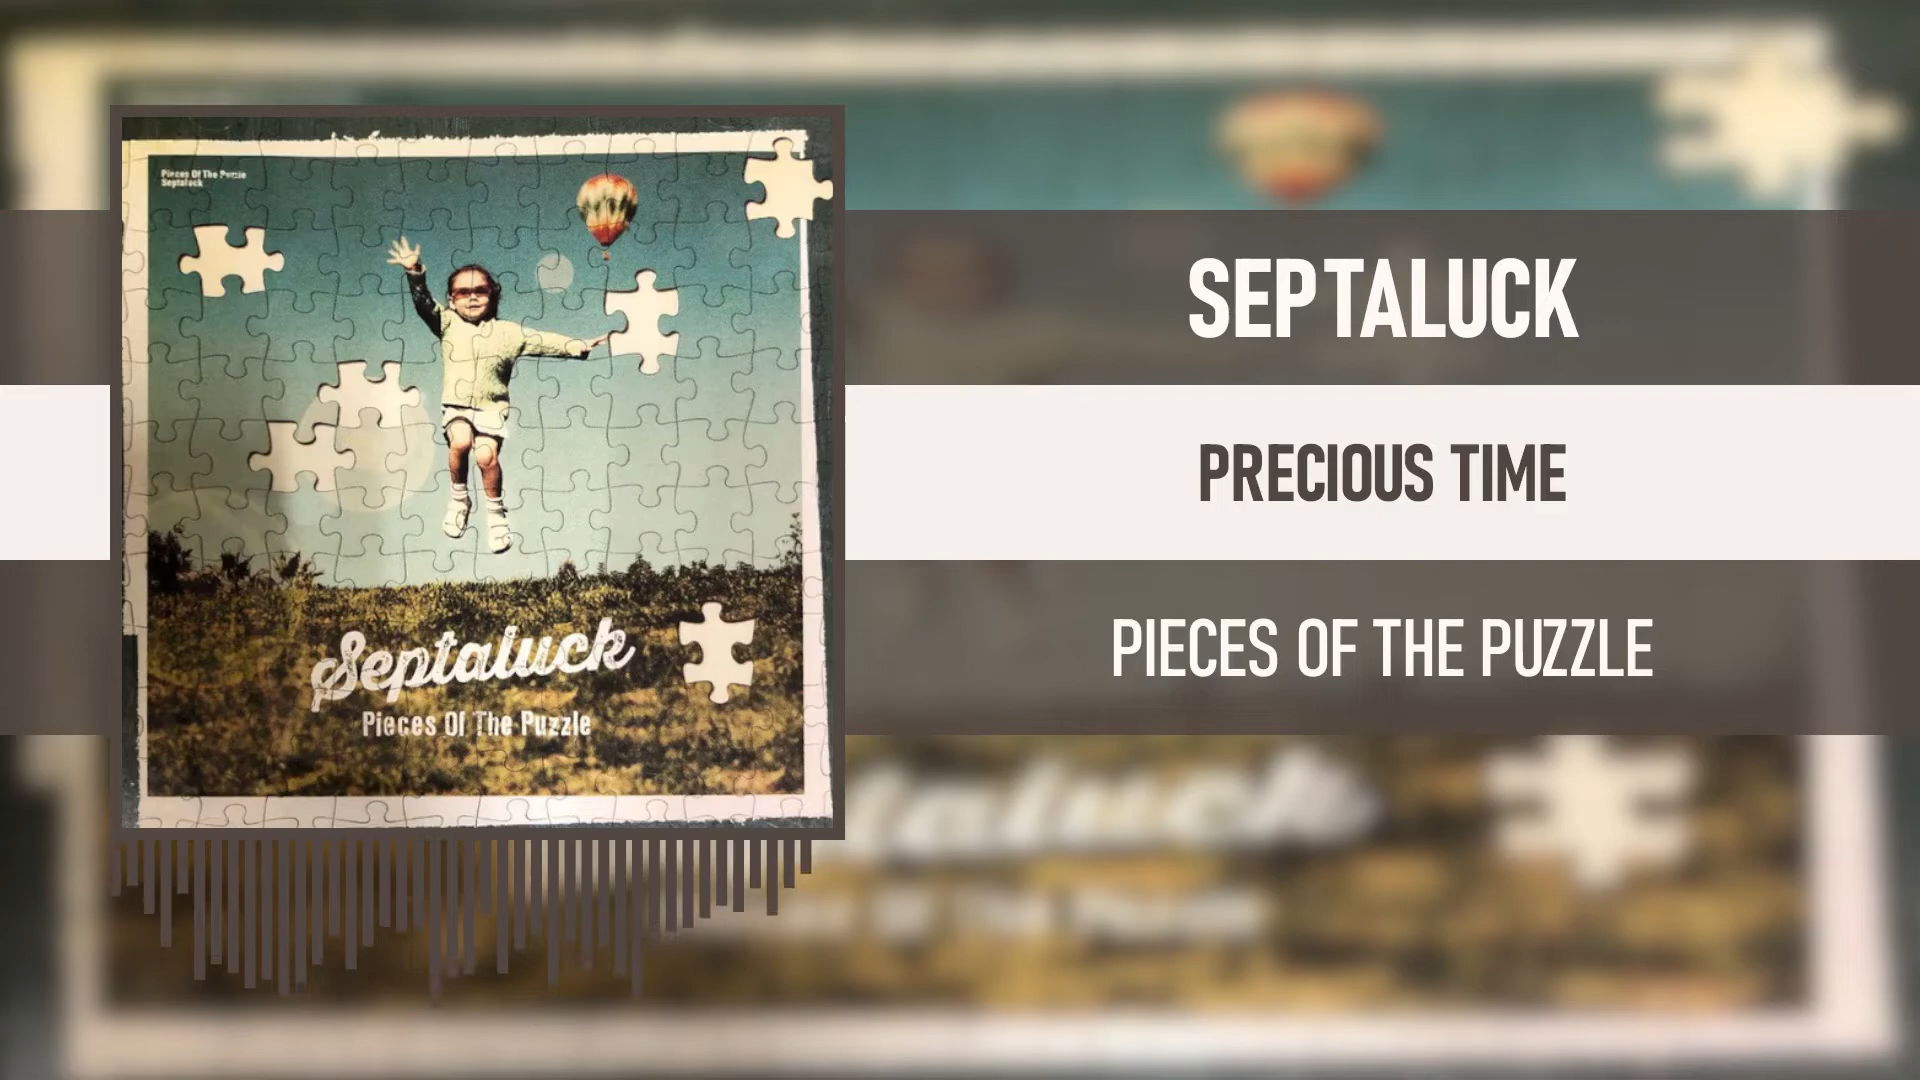 Pieces Of The Puzzle
Septaluck
Septaluck
Pieces Of The Puzzle
SEPTALUCK
PRECIOUS TIME
PIECES OF THE PUZZLE